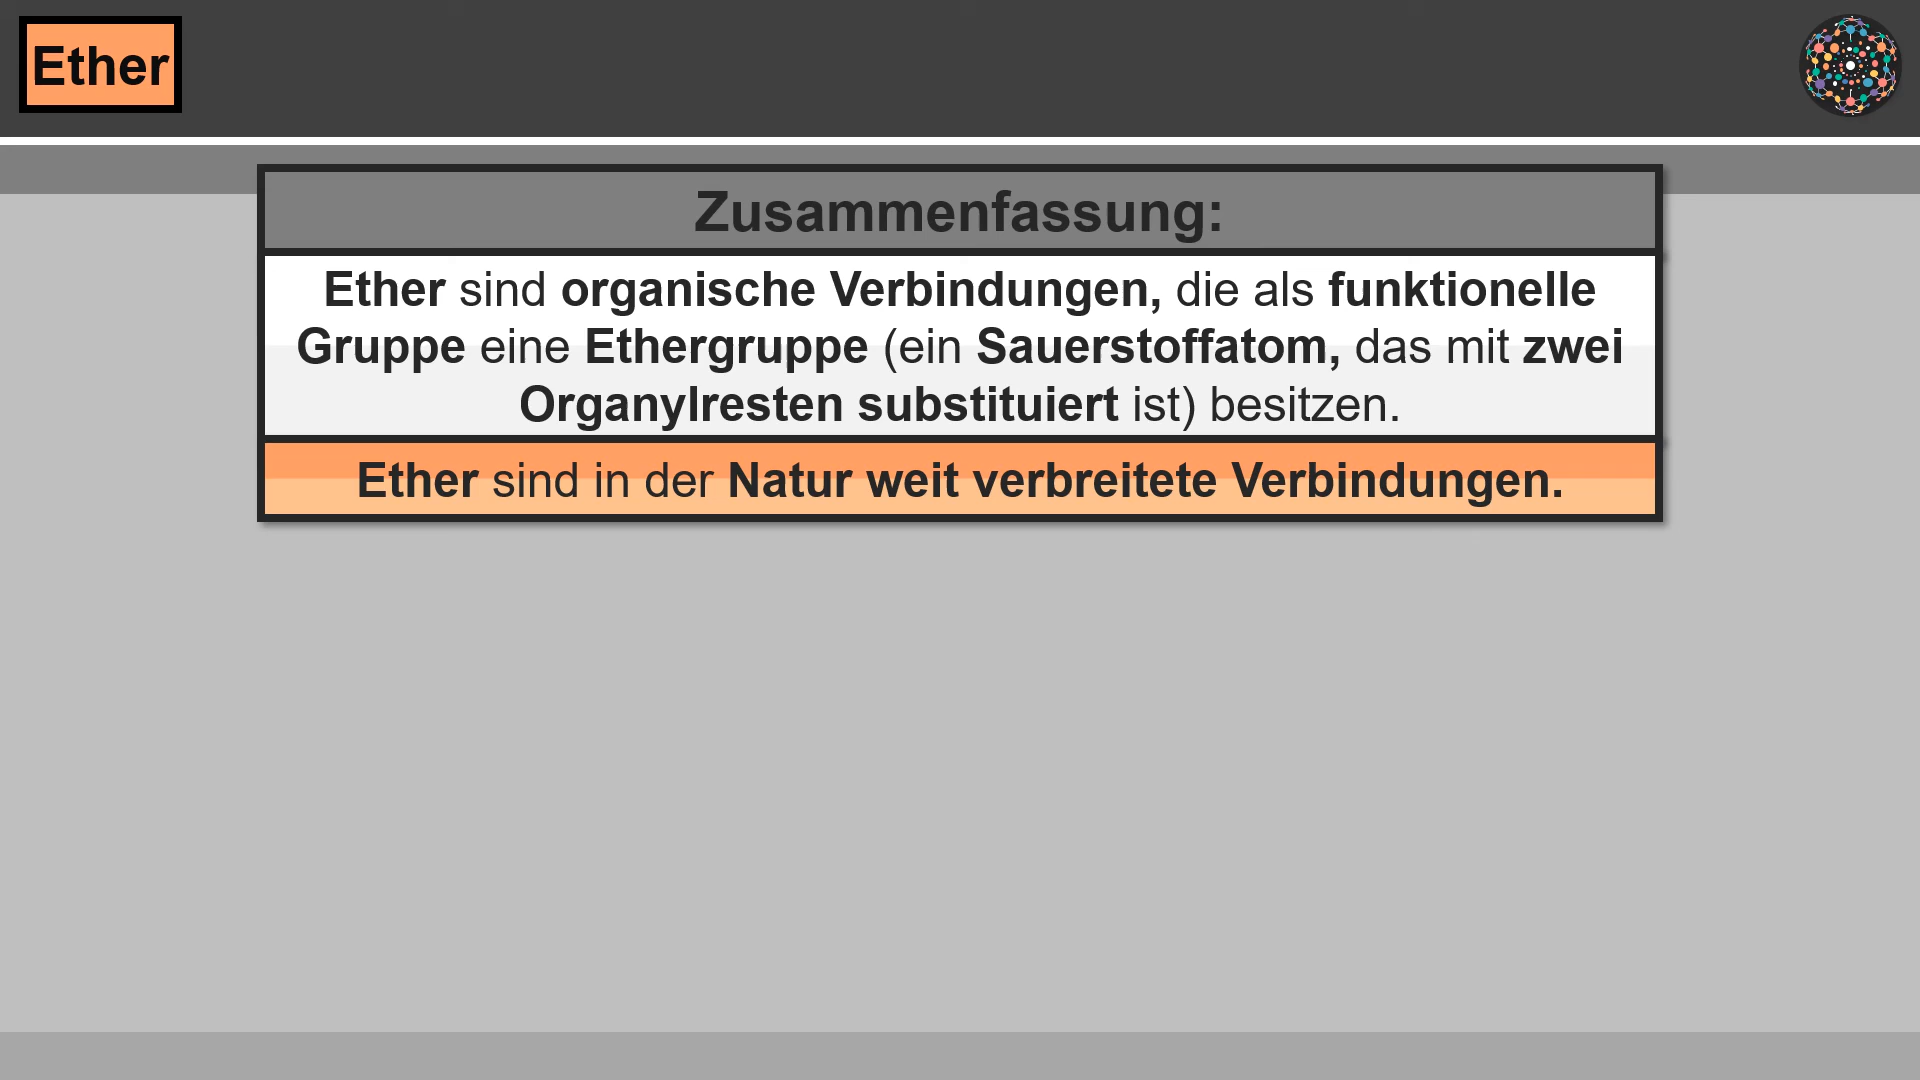 Ether
Zusammenfassung:
Ether sind organische Verbindungen, die als funktionelle
Gruppe eine Ethergruppe (ein Sauerstoffatom, das mit zwei
Organylresten substituiert ist) besitzen.
Ether sind in der Natur weit verbreitete Verbindungen.